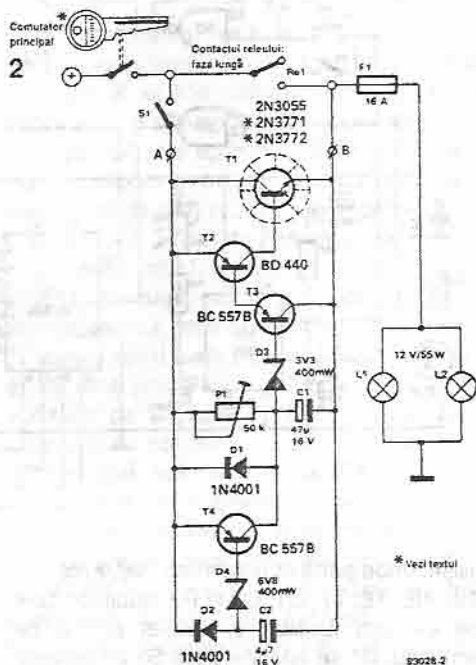 Comutator *
principal
2
Contactul releului:
fază lungă
Re1
F1
16 A
S1
A
B
2N3055
* 2N3771
* 2N3772
T1
T2
BD 440
T3
BC 557B
D3
3V3
400mW
P1
50 k
C1
47µ
16 V
D1
1N4001
12 V/55 W
L1
L2
T4
BC 557B
D4
6V8
400mW
D2
1N4001
C2
4µ7
16 V
* Vezi textul
83028-2